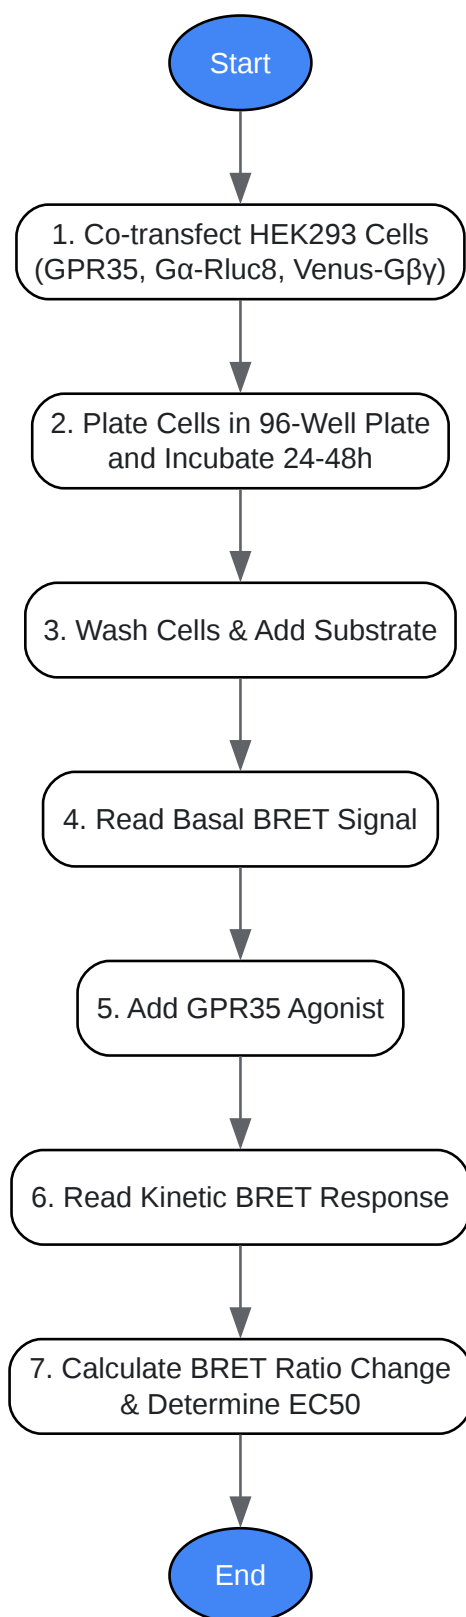 Start
1. Co-transfect HEK293 Cells
(GPR35, Gα-Rluc8, Venus-Gβγ)
2. Plate Cells in 96-Well Plate
and Incubate 24-48h
3. Wash Cells & Add Substrate
4. Read Basal BRET Signal
5. Add GPR35 Agonist
6. Read Kinetic BRET Response
7. Calculate BRET Ratio Change
& Determine EC50
End